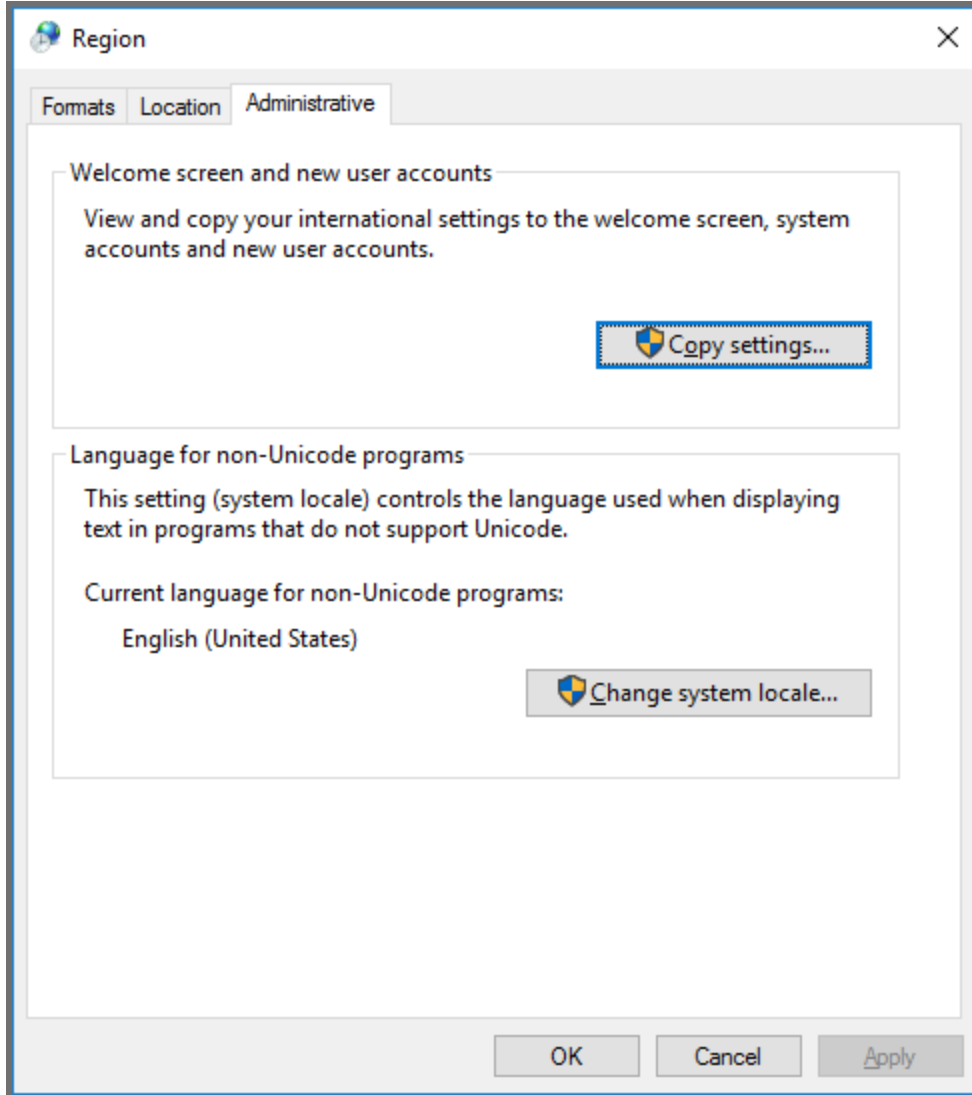 Region
Formats Location Administrative
Welcome screen and new user accounts
View and copy your international settings to the welcome screen, system
accounts and new user accounts.
Copy settings...
Language for non-Unicode programs
This setting (system locale) controls the language used when displaying
text in programs that do not support Unicode.
Current language for non-Unicode programs:
English (United States)
Change system locale...
OK Cancel Apply